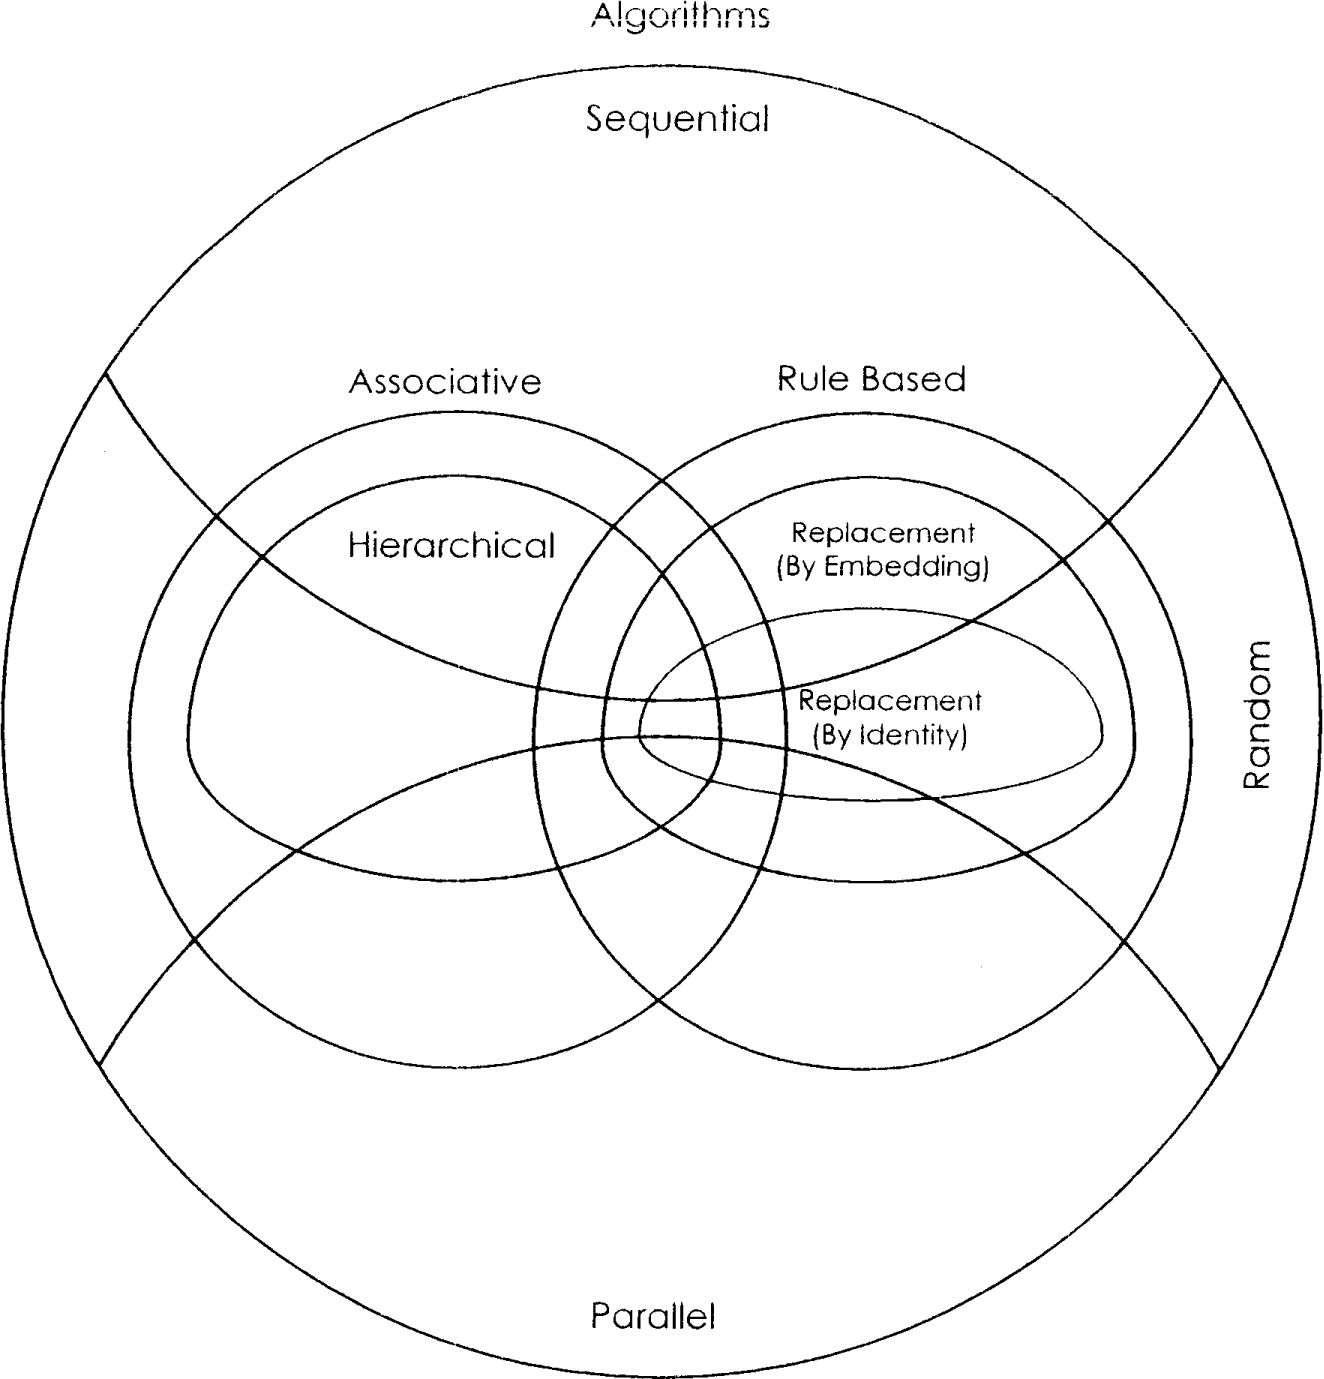 Algorithms
Sequential
Associative
Rule Based
Hierarchical
Replacement
(By Embedding)
Replacement
(By Identity)
Random
Parallel